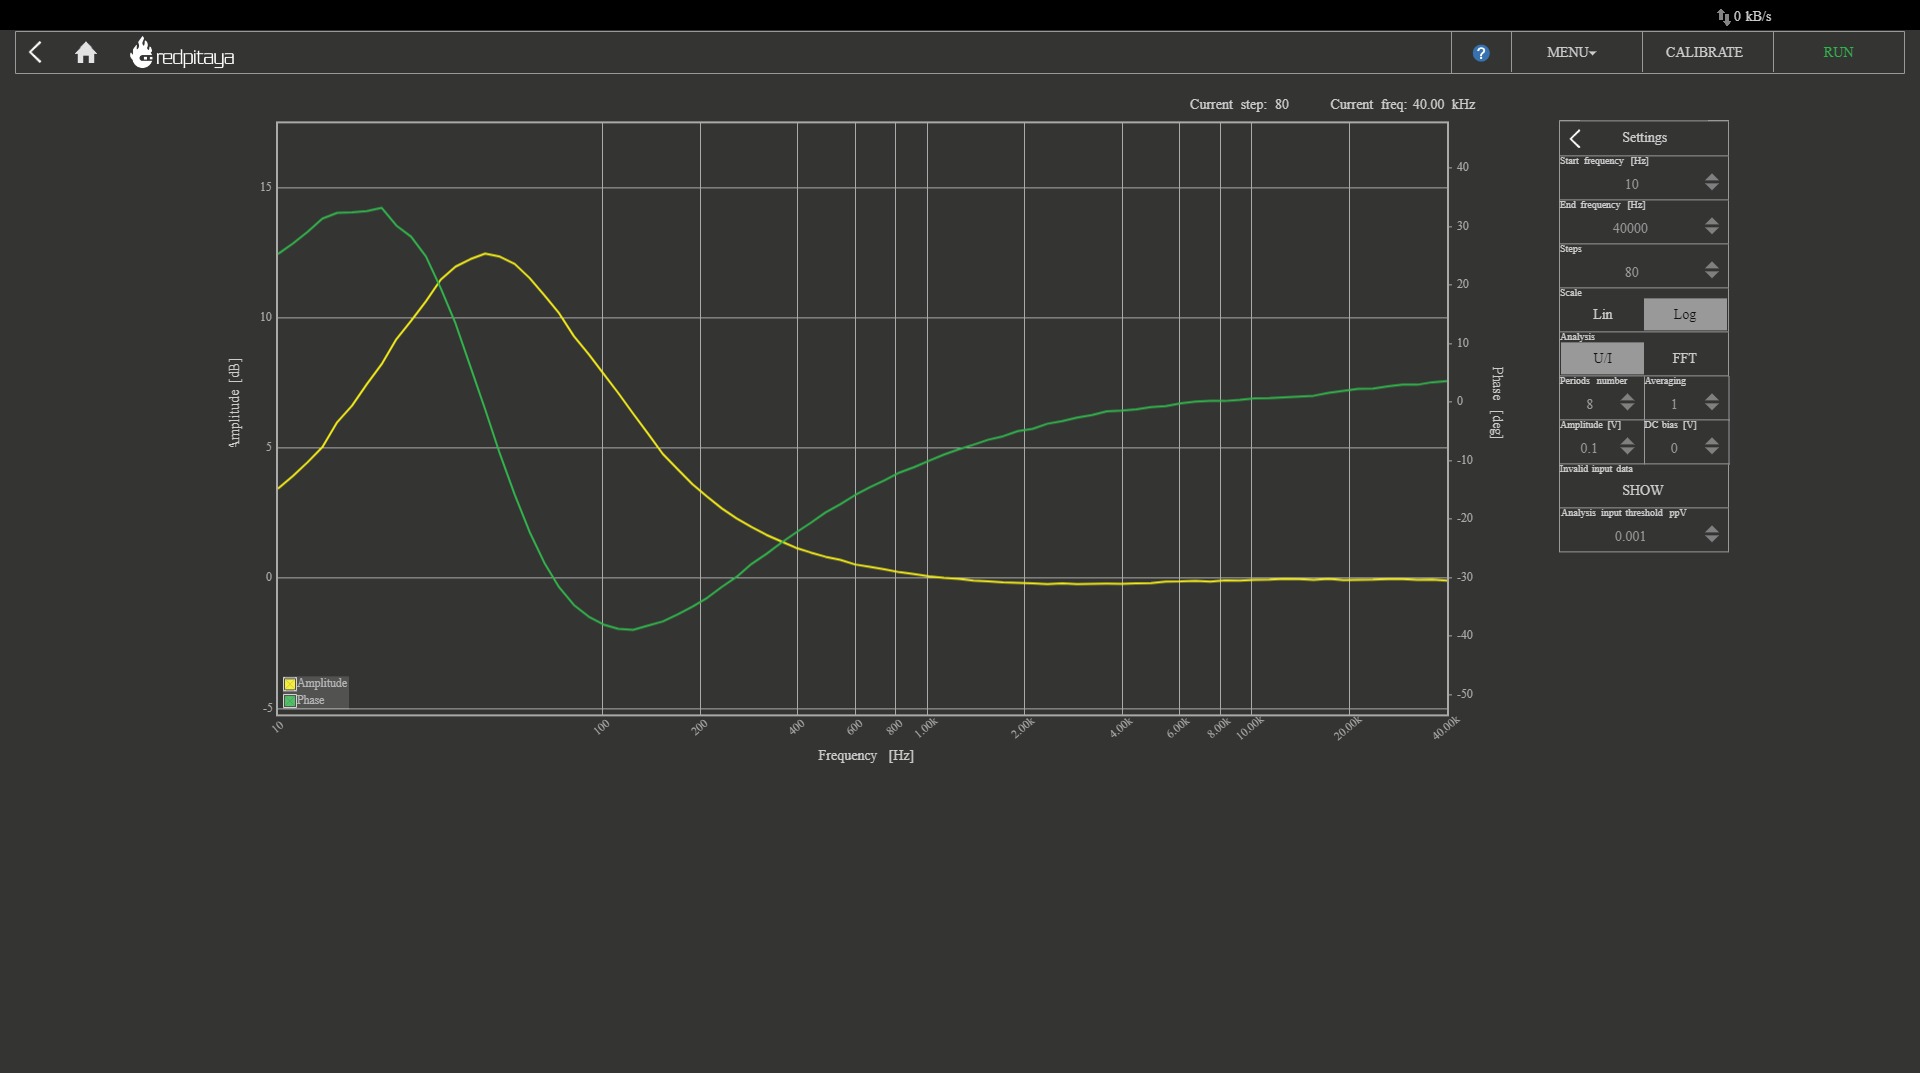 0 kB/s
redpitaya
?
MENU
CALIBRATE
RUN
Current step: 80
Current freq: 40.00 kHz
15
10
5
0
-5
Amplitude [dB]
40
30
20
10
0
-10
-20
-30
-40
-50
Phase [deg]
Amplitude
Phase
10
100
200
400
600
800
1.00k
2.00k
4.00k
6.00k
8.00k
10.00k
20.00k
40.00k
Frequency [Hz]
Settings
Start frequency [Hz]
10
End frequency [Hz]
40000
Steps
80
Scale
Lin Log
Analysis
U/I FFT
Periods number Averaging
8 1
Amplitude [V] DC bias [V]
0.1 0
Invalid input data
SHOW
Analysis input threshold ppV
0.001